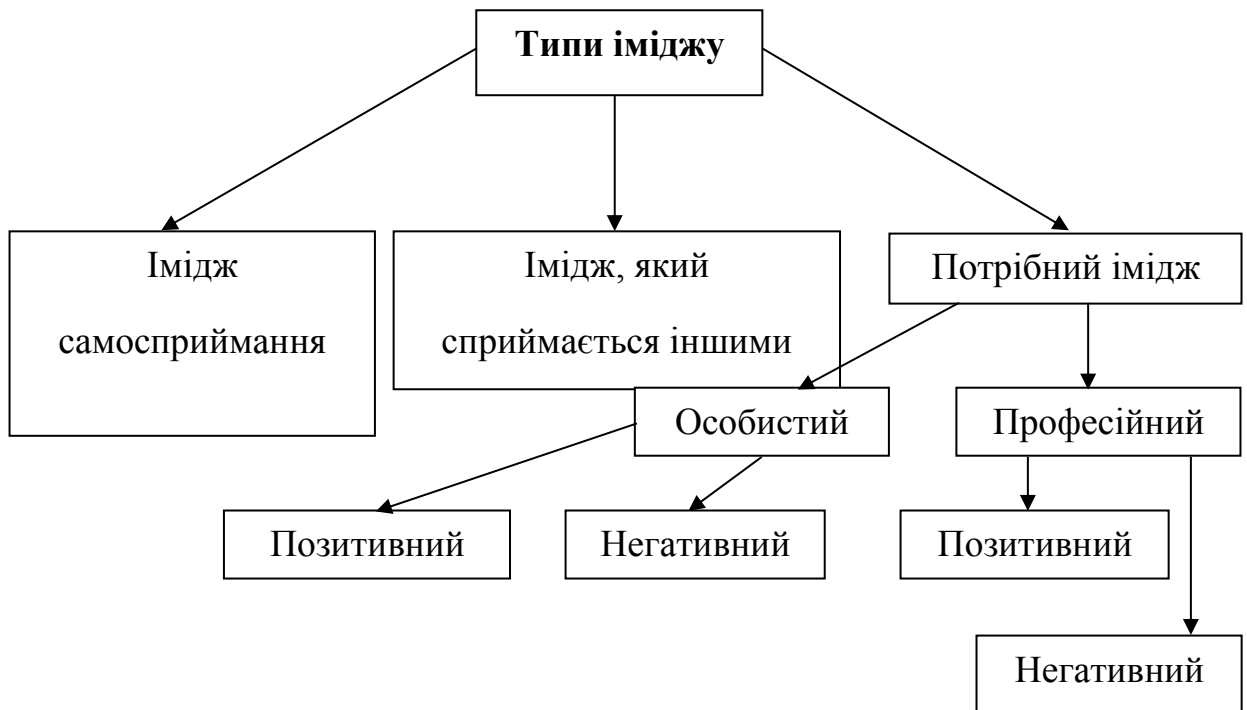 Типи іміджу
Імідж
самосприймання
Імідж, який
сприймається іншими
Потрібний імідж
Особистий
Професійний
Позитивний
Негативний
Позитивний
Негативний